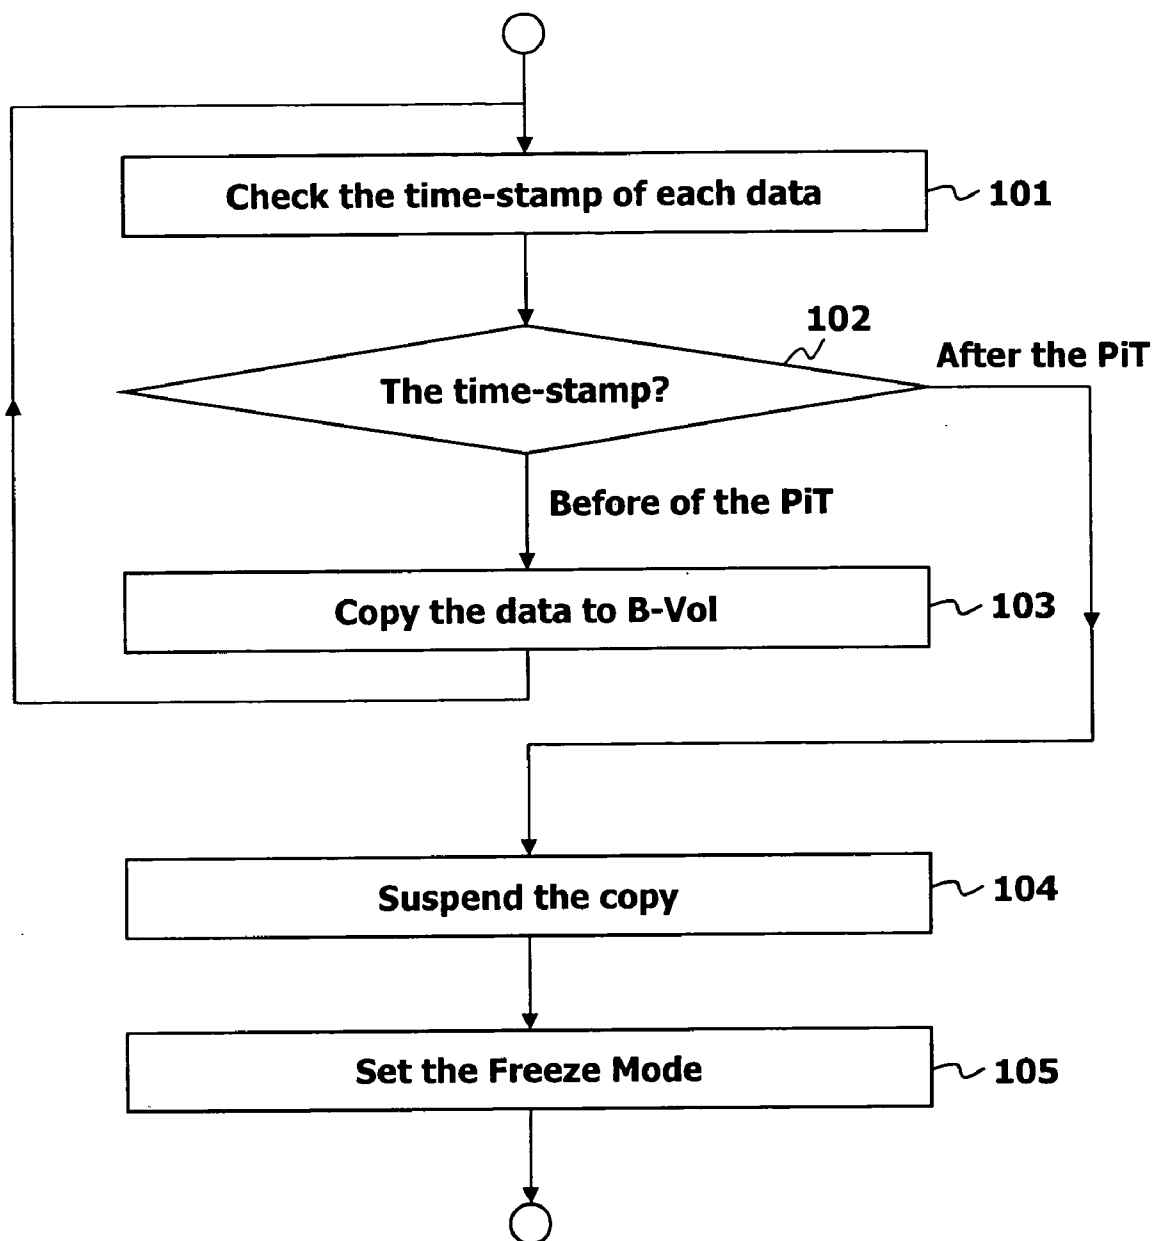 Check the time-stamp of each data
101
102
The time-stamp?
After the PiT
Before of the PiT
Copy the data to B-Vol
103
Suspend the copy
104
Set the Freeze Mode
105